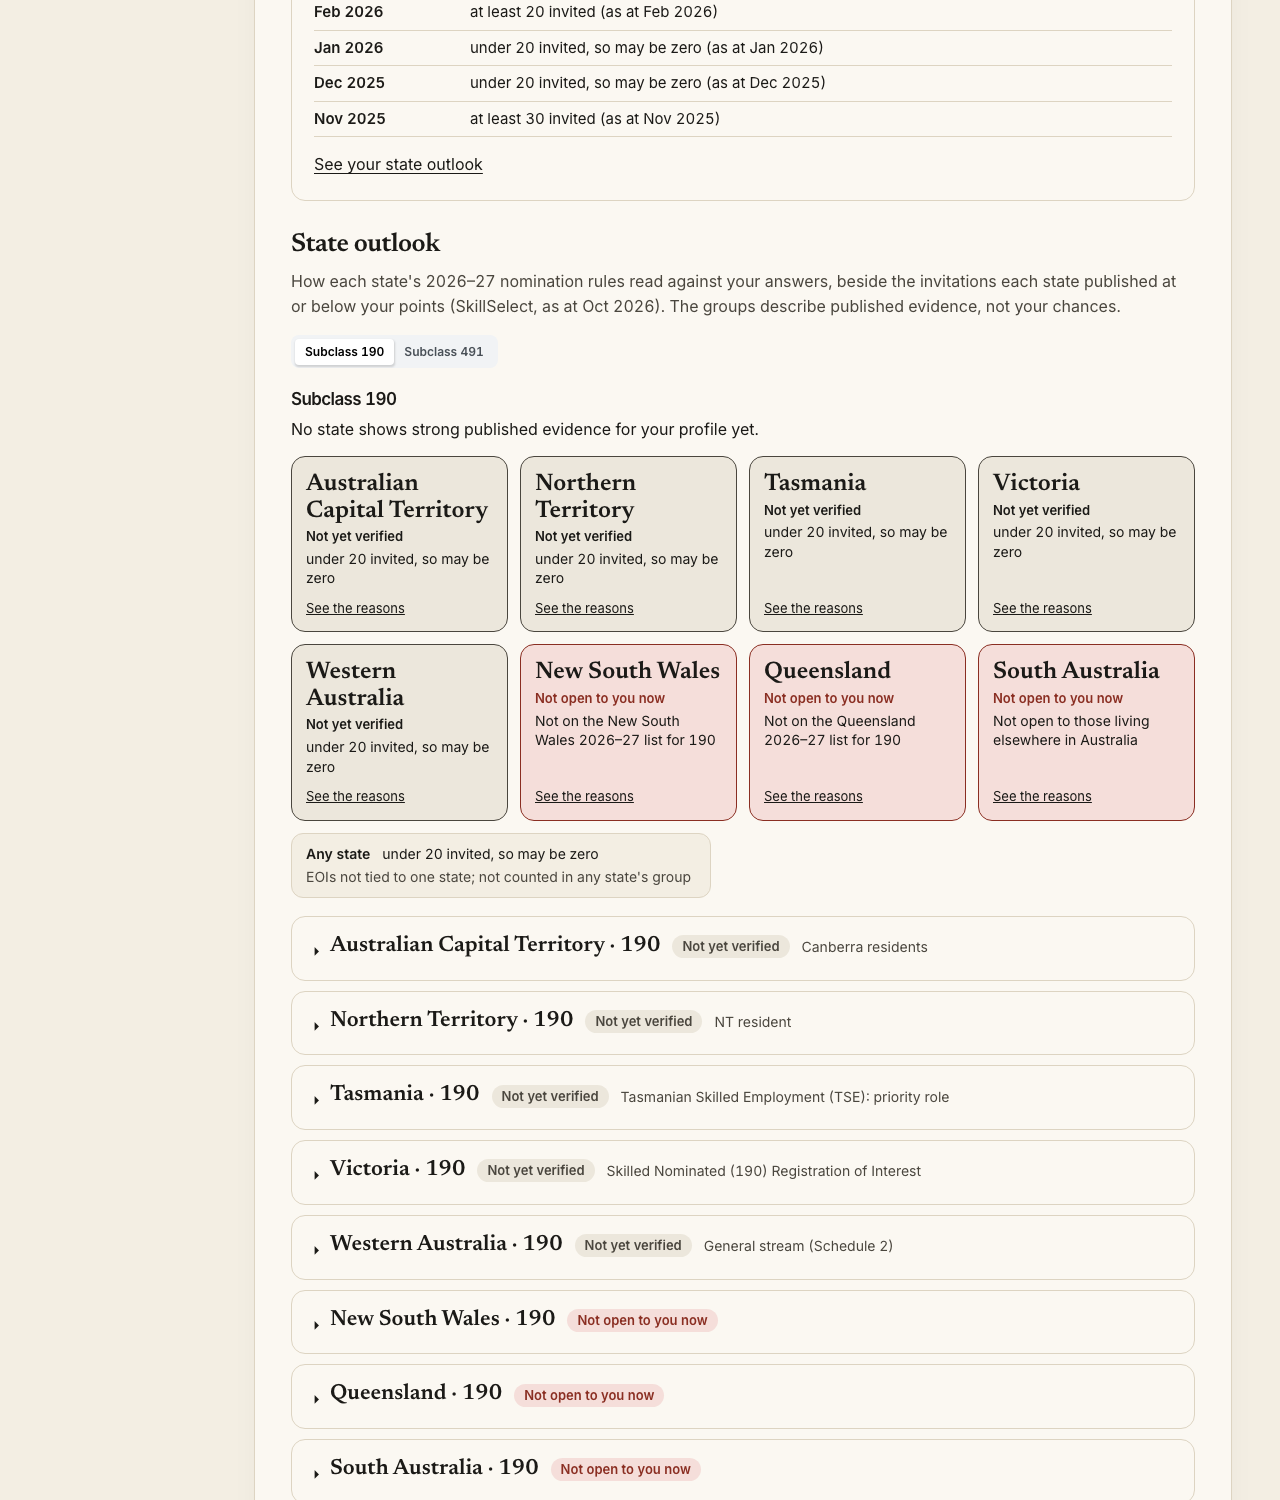 Feb 2026 at least 20 invited (as at Feb 2026)
Jan 2026 under 20 invited, so may be zero (as at Jan 2026)
Dec 2025 under 20 invited, so may be zero (as at Dec 2025)
Nov 2025 at least 30 invited (as at Nov 2025)
See your state outlook
State outlook
How each state's 2026–27 nomination rules read against your answers, beside the invitations each state published at
or below your points (SkillSelect, as at Oct 2026). The groups describe published evidence, not your chances.
Subclass 190 Subclass 491
Subclass 190
No state shows strong published evidence for your profile yet.
Australian
Capital Territory
Not yet verified
under 20 invited, so may be
zero
See the reasons
Northern
Territory
Not yet verified
under 20 invited, so may be
zero
See the reasons
Tasmania
Not yet verified
under 20 invited, so may be
zero
See the reasons
Victoria
Not yet verified
under 20 invited, so may be
zero
See the reasons
Western
Australia
Not yet verified
under 20 invited, so may be
zero
See the reasons
New South Wales
Not open to you now
Not on the New South
Wales 2026–27 list for 190
See the reasons
Queensland
Not open to you now
Not on the Queensland
2026–27 list for 190
See the reasons
South Australia
Not open to you now
Not open to those living
elsewhere in Australia
See the reasons
Any state under 20 invited, so may be zero
EOIs not tied to one state; not counted in any state's group
Australian Capital Territory · 190 Not yet verified Canberra residents
Northern Territory · 190 Not yet verified NT resident
Tasmania · 190 Not yet verified Tasmanian Skilled Employment (TSE): priority role
Victoria · 190 Not yet verified Skilled Nominated (190) Registration of Interest
Western Australia · 190 Not yet verified General stream (Schedule 2)
New South Wales · 190 Not open to you now
Queensland · 190 Not open to you now
South Australia · 190 Not open to you now